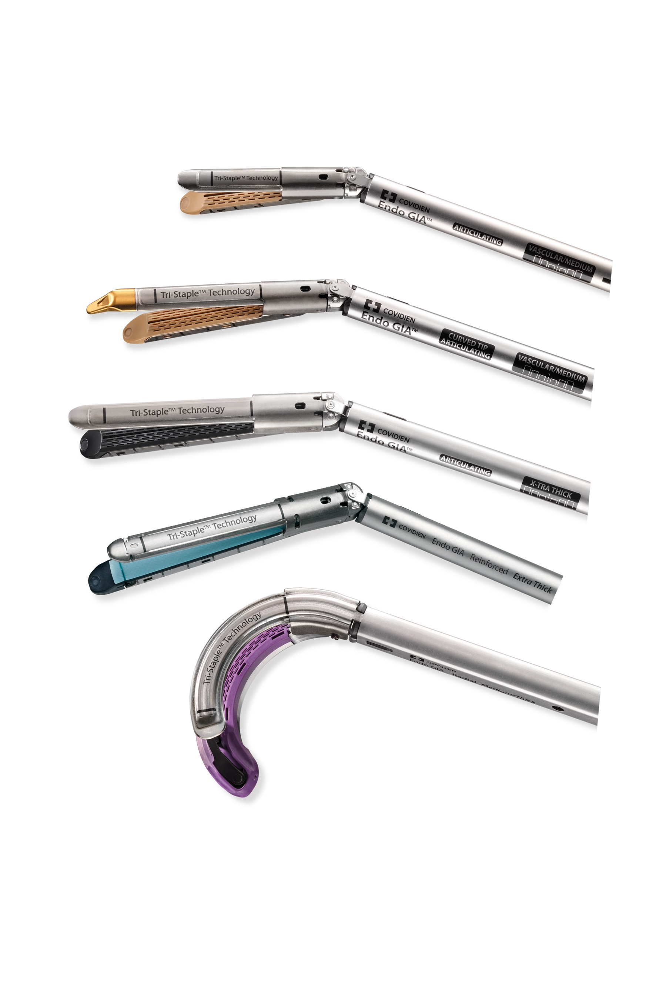 Tri-Staple™ Technology
COVIDIEN
Endo GIA™
ARTICULATING
VASCULAR/MEDIUM
Tri-Staple™ Technology
COVIDIEN
Endo GIA™
CURVED TIP
ARTICULATING
VASCULAR/MEDIUM
Tri-Staple™ Technology
COVIDIEN
Endo GIA™
ARTICULATING
X-TRA THICK
Tri-Staple™ Technology
COVIDIEN Endo GIA Reinforced Extra Thick
Tri-Staple™ Technology
COVIDIEN
Endo GIA Radial Medium/Thick